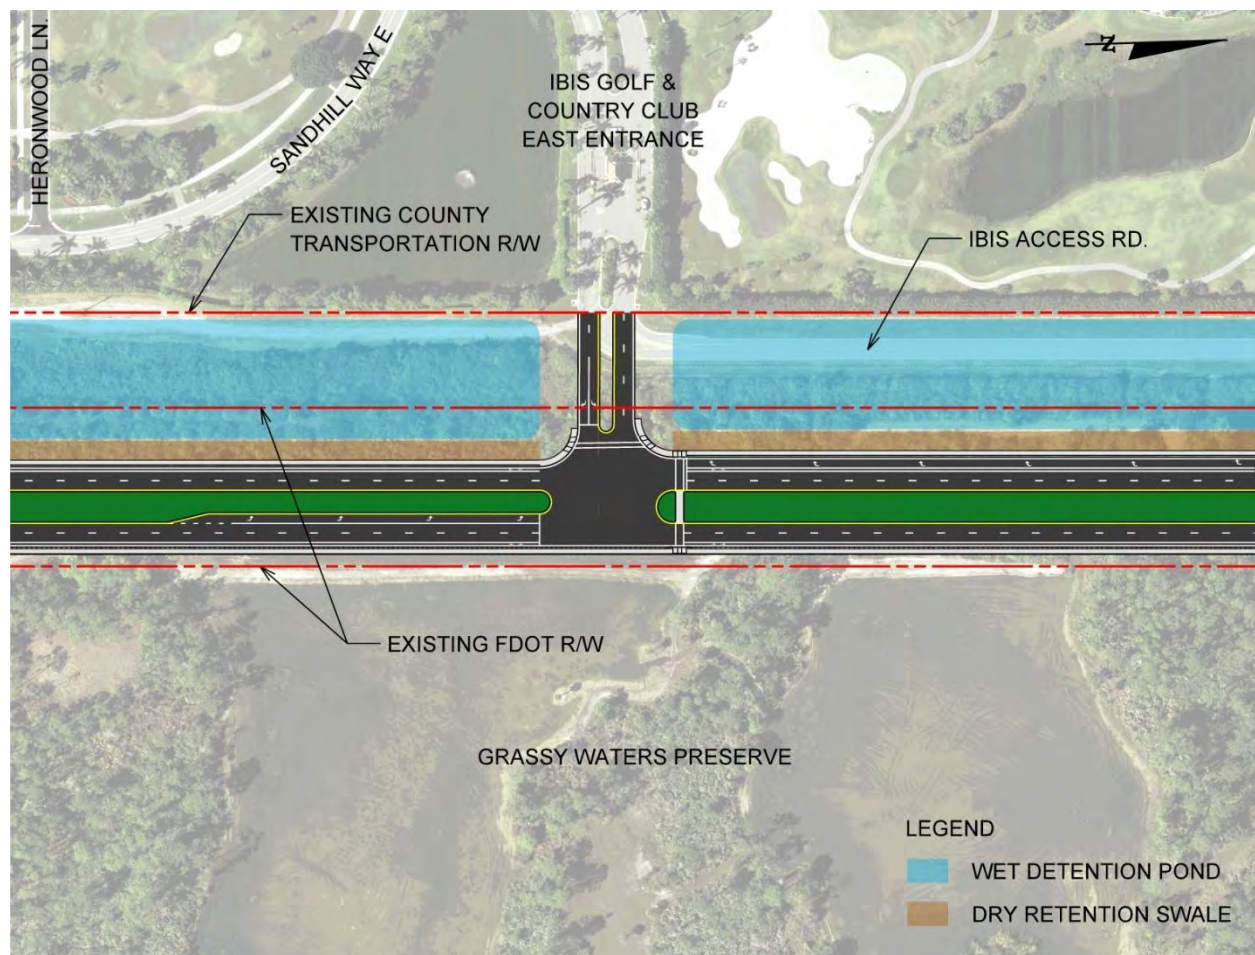 HERONWOOD LN.
SANDHILL WAY E
IBIS GOLF &
COUNTRY CLUB
EAST ENTRANCE
N
EXISTING COUNTY
TRANSPORTATION R/W
IBIS ACCESS RD.
EXISTING FDOT R/W
GRASSY WATERS PRESERVE
LEGEND
WET DETENTION POND
DRY RETENTION SWALE